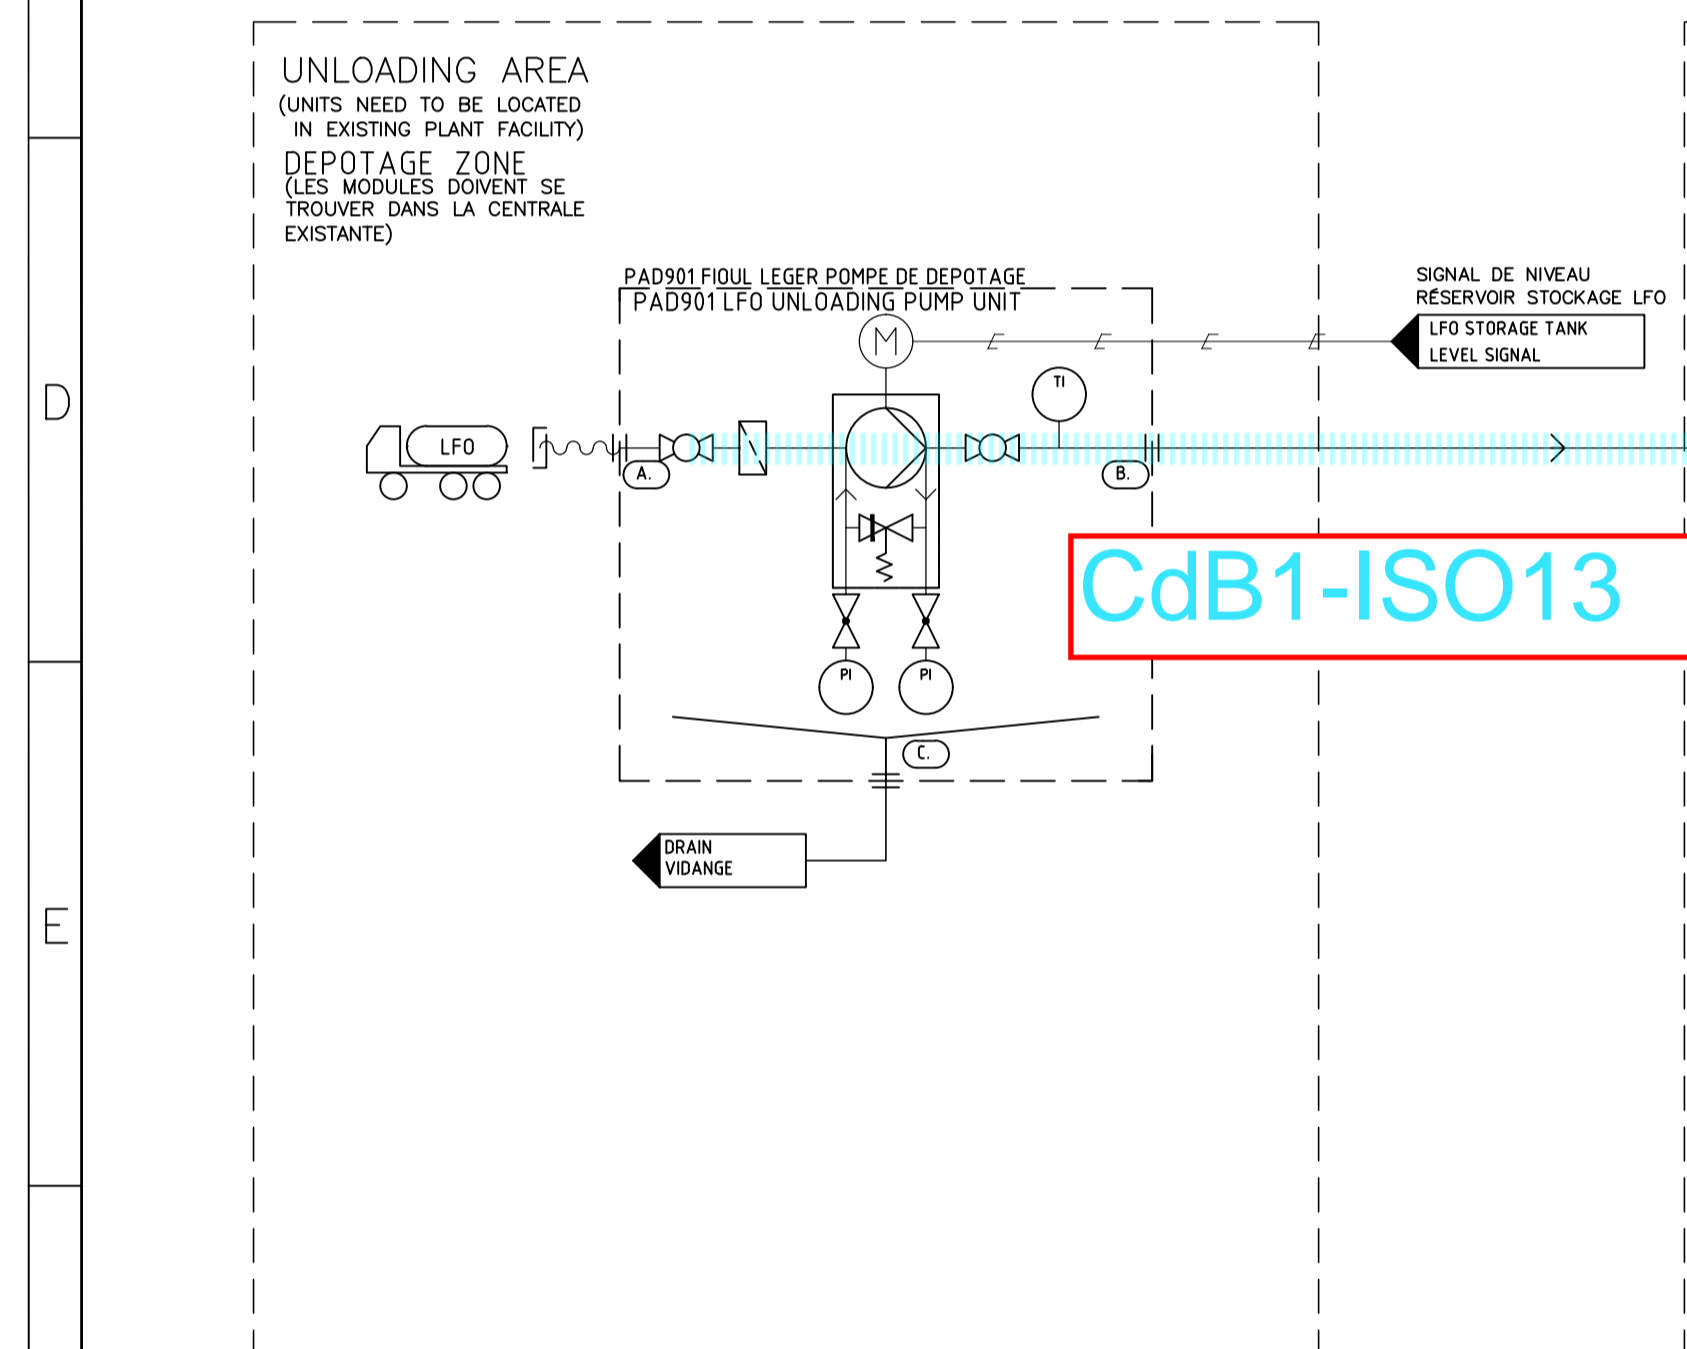 UNLOADING AREA
(UNITS NEED TO BE LOCATED
IN EXISTING PLANT FACILITY)
DEPOTAGE ZONE
(LES MODULES DOIVENT SE
TROUVER DANS LA CENTRALE
EXISTANTE)
PAD901 FIOUL LEGER POMPE DE DEPOTAGE
PAD901 LFO UNLOADING PUMP UNIT
SIGNAL DE NIVEAU
RÉSERVOIR STOCKAGE LFO
LFO STORAGE TANK
LEVEL SIGNAL
M
E E E E
TI
D
LFO
A.
B.
CdB1-ISO13
PI PI
C.
DRAIN
VIDANGE
E